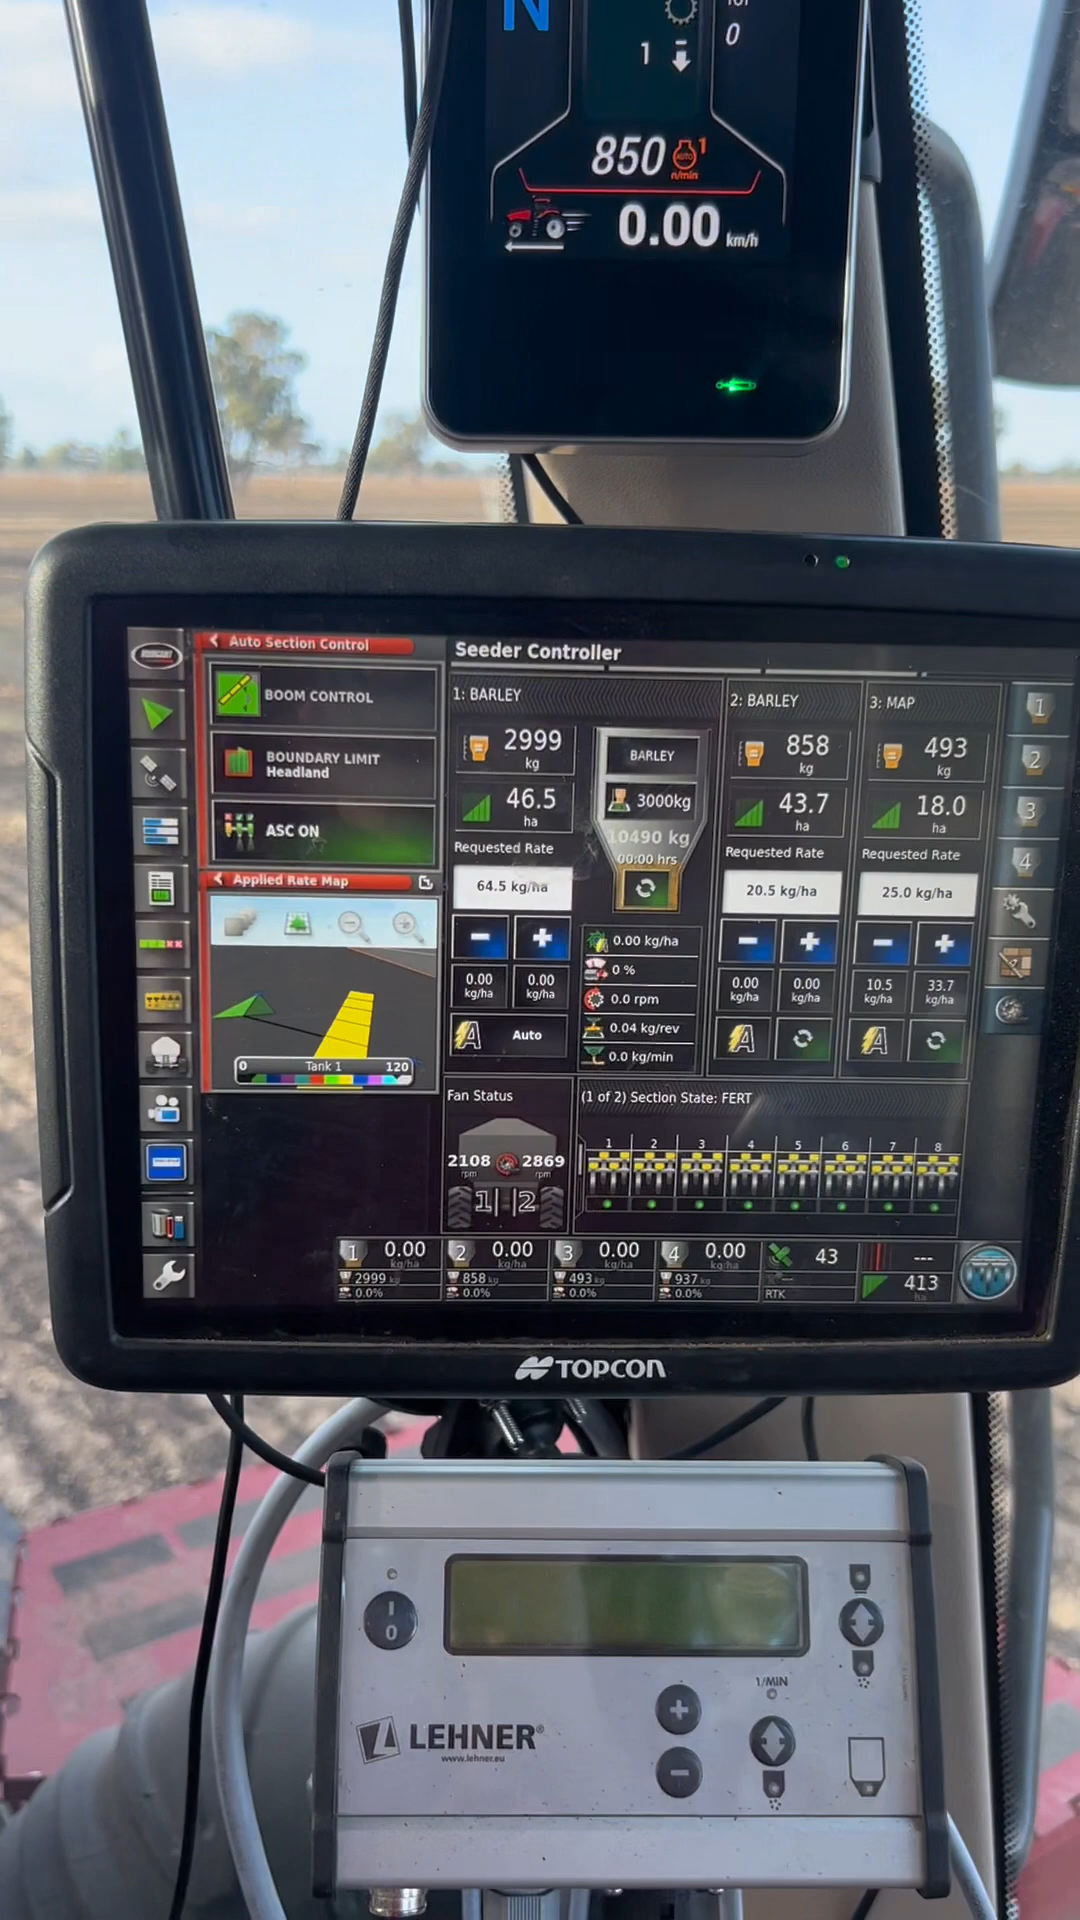 N
0
1
850 AUTO 1
n/min
0.00 km/h
Auto Section Control
BOOM CONTROL
BOUNDARY LIMIT
Headland
ASC ON
Applied Rate Map
0 Tank 1 120
Seeder Controller
1: BARLEY
2999
kg
46.5
ha
Requested Rate
64.5 kg/ha
0.00
kg/ha
0.00
kg/ha
Auto
BARLEY
3000kg
10490 kg
00:00 hrs
0.00 kg/ha
0 %
0.0 rpm
0.04 kg/rev
0.0 kg/min
2: BARLEY
858
kg
43.7
ha
Requested Rate
20.5 kg/ha
0.00
kg/ha
0.00
kg/ha
3: MAP
493
kg
18.0
ha
Requested Rate
25.0 kg/ha
10.5
kg/ha
33.7
kg/ha
1
2
3
4
Fan Status
2108 2869
rpm rpm
1 2
(1 of 2) Section State: FERT
1 2 3 4 5 6 7 8
1 0.00
kg/ha
2999 kg
0.0%
2 0.00
kg/ha
858 kg
0.0%
3 0.00
kg/ha
493 kg
0.0%
4 0.00
kg/ha
937 kg
0.0%
43
RTK
---
413
ha
TOPCON
I
0
1/MIN
+
−
LEHNER®
www.lehner.eu